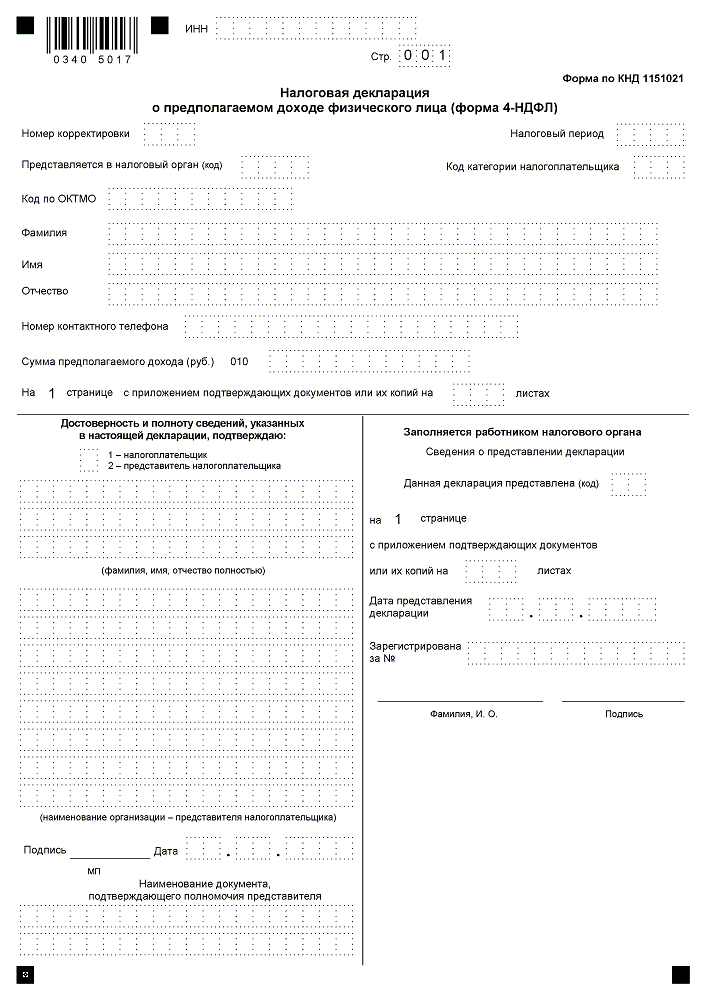 ИНН
0340 5017
Стр. 001
Форма по КНД 1151021
Налоговая декларация
о предполагаемом доходе физического лица (форма 4-НДФЛ)
Номер корректировки
Налоговый период
Представляется в налоговый орган (код)
Код категории налогоплательщика
Код по ОКТМО
Фамилия
Имя
Отчество
Номер контактного телефона
Сумма предполагаемого дохода (руб.) 010
На 1 странице с приложением подтверждающих документов или их копий на листах
Достоверность и полноту сведений, указанных
в настоящей декларации, подтверждаю:
1 – налогоплательщик
2 – представитель налогоплательщика
(фамилия, имя, отчество полностью)
(наименование организации – представителя налогоплательщика)
Подпись Дата . .
МП
Наименование документа,
подтверждающего полномочия представителя
Заполняется работником налогового органа
Сведения о представлении декларации
Данная декларация представлена (код)
на 1 странице
с приложением подтверждающих документов
или их копий на листах
Дата представления
декларации . .
Зарегистрирована
за №
Фамилия, И. О.
Подпись